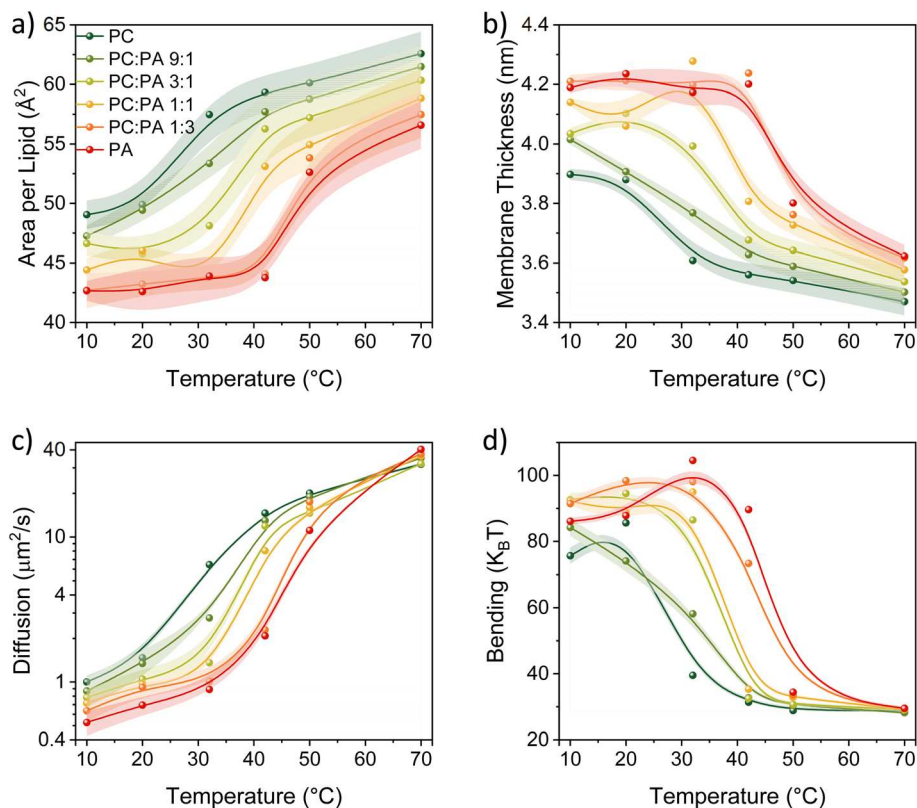 a)
65
60
55
50
45
40
Area per Lipid (Å²)
PC
PC:PA 9:1
PC:PA 3:1
PC:PA 1:1
PC:PA 1:3
PA
10 20 30 40 50 60 70
Temperature (°C)
b)
4.4
4.2
4.0
3.8
3.6
3.4
Membrane Thickness (nm)
10 20 30 40 50 60 70
Temperature (°C)
c)
40
10
4
1
0.4
Diffusion (μm²/s)
10 20 30 40 50 60 70
Temperature (°C)
d)
100
80
60
40
20
Bending (K_BT)
10 20 30 40 50 60 70
Temperature (°C)